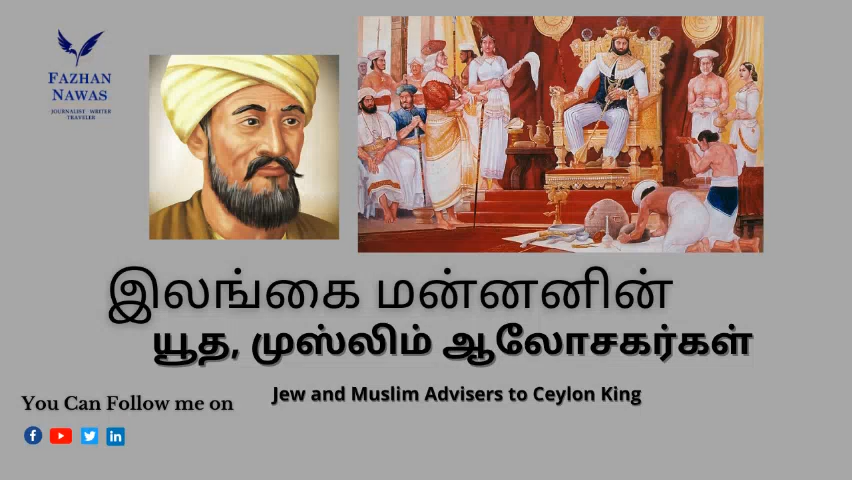 FAZHAN
NAWAS
JOURNALIST WRITER
TRAVELER
இலங்கை மன்னனின்
யூத, முஸ்லிம் ஆலோசகர்கள்
Jew and Muslim Advisers to Ceylon King
You Can Follow me on